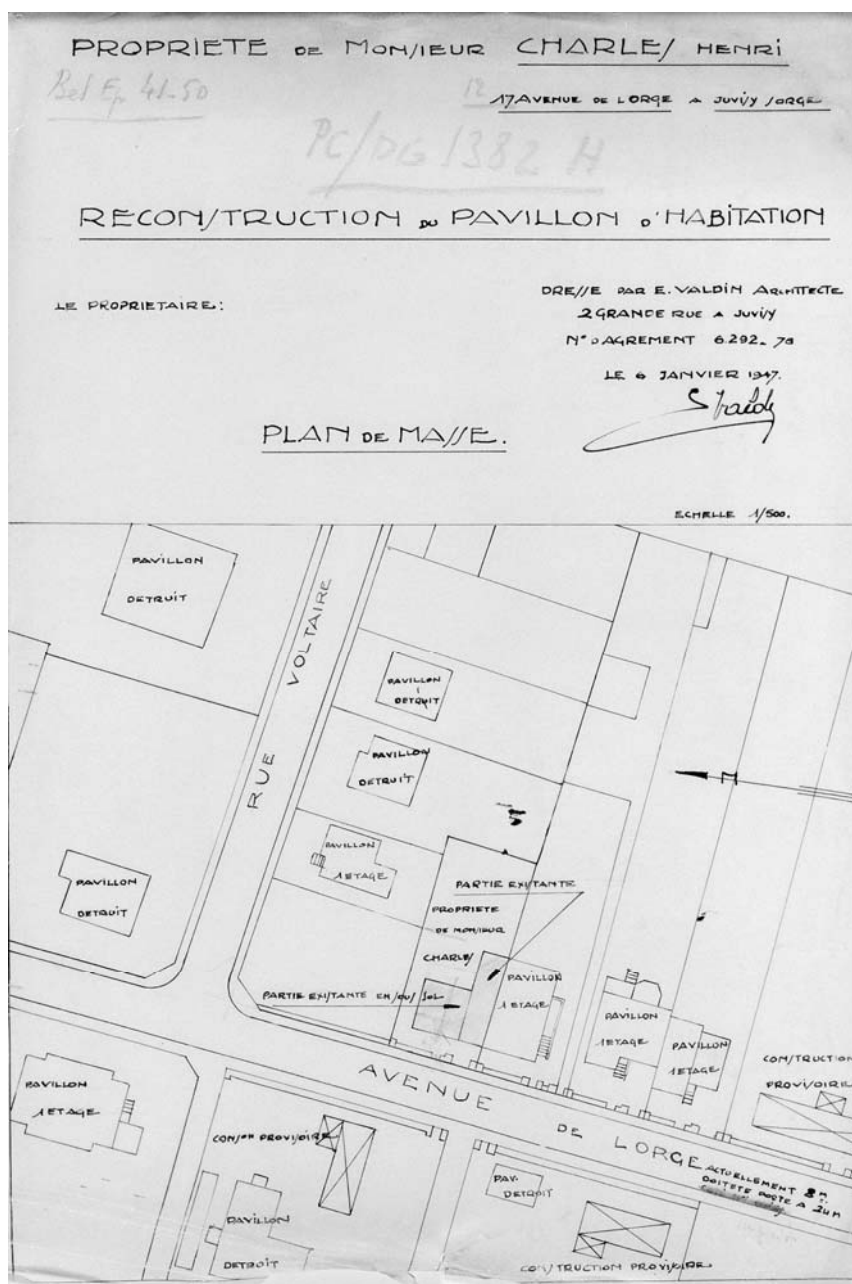 PROPRIETE DE MONSIEUR CHARLES HENRI
Bel Ep 41-50
12
17 AVENUE DE L ORGE A JUVISY S/ORGE
PC/DG 1382 H
RECONSTRUCTION DU PAVILLON D'HABITATION
LE PROPRIETAIRE:
DRESSE PAR E. VALDIN ARCHITECTE
2 GRANDE RUE A JUVISY
N° D AGREMENT 6.292. 78
LE 6 JANVIER 1947.
PLAN DE MASSE.
ECHELLE 1/500.
PAVILLON
DETRUIT
RUE VOLTAIRE
PAVILLON
DETRUIT
PAVILLON
DETRUIT
PAVILLON
1 ETAGE
PAVILLON
DETRUIT
PARTIE EXISTANTE
PROPRIETE
DE MONSIEUR
CHARLES
PARTIE EXISTANTE EN SOUS SOL
PAVILLON
1 ETAGE
PAVILLON
1 ETAGE
PAVILLON
1 ETAGE
CONSTRUCTION
PROVISOIRE
PAVILLON
1 ETAGE
AVENUE DE L ORGE
ACTUELLEMENT 8 m
DOIT ETE PORTE A 24 m
CONSon PROVISOIRE
PAV.
DETRUIT
PAVILLON
DETRUIT
CONSTRUCTION PROVISOIRE